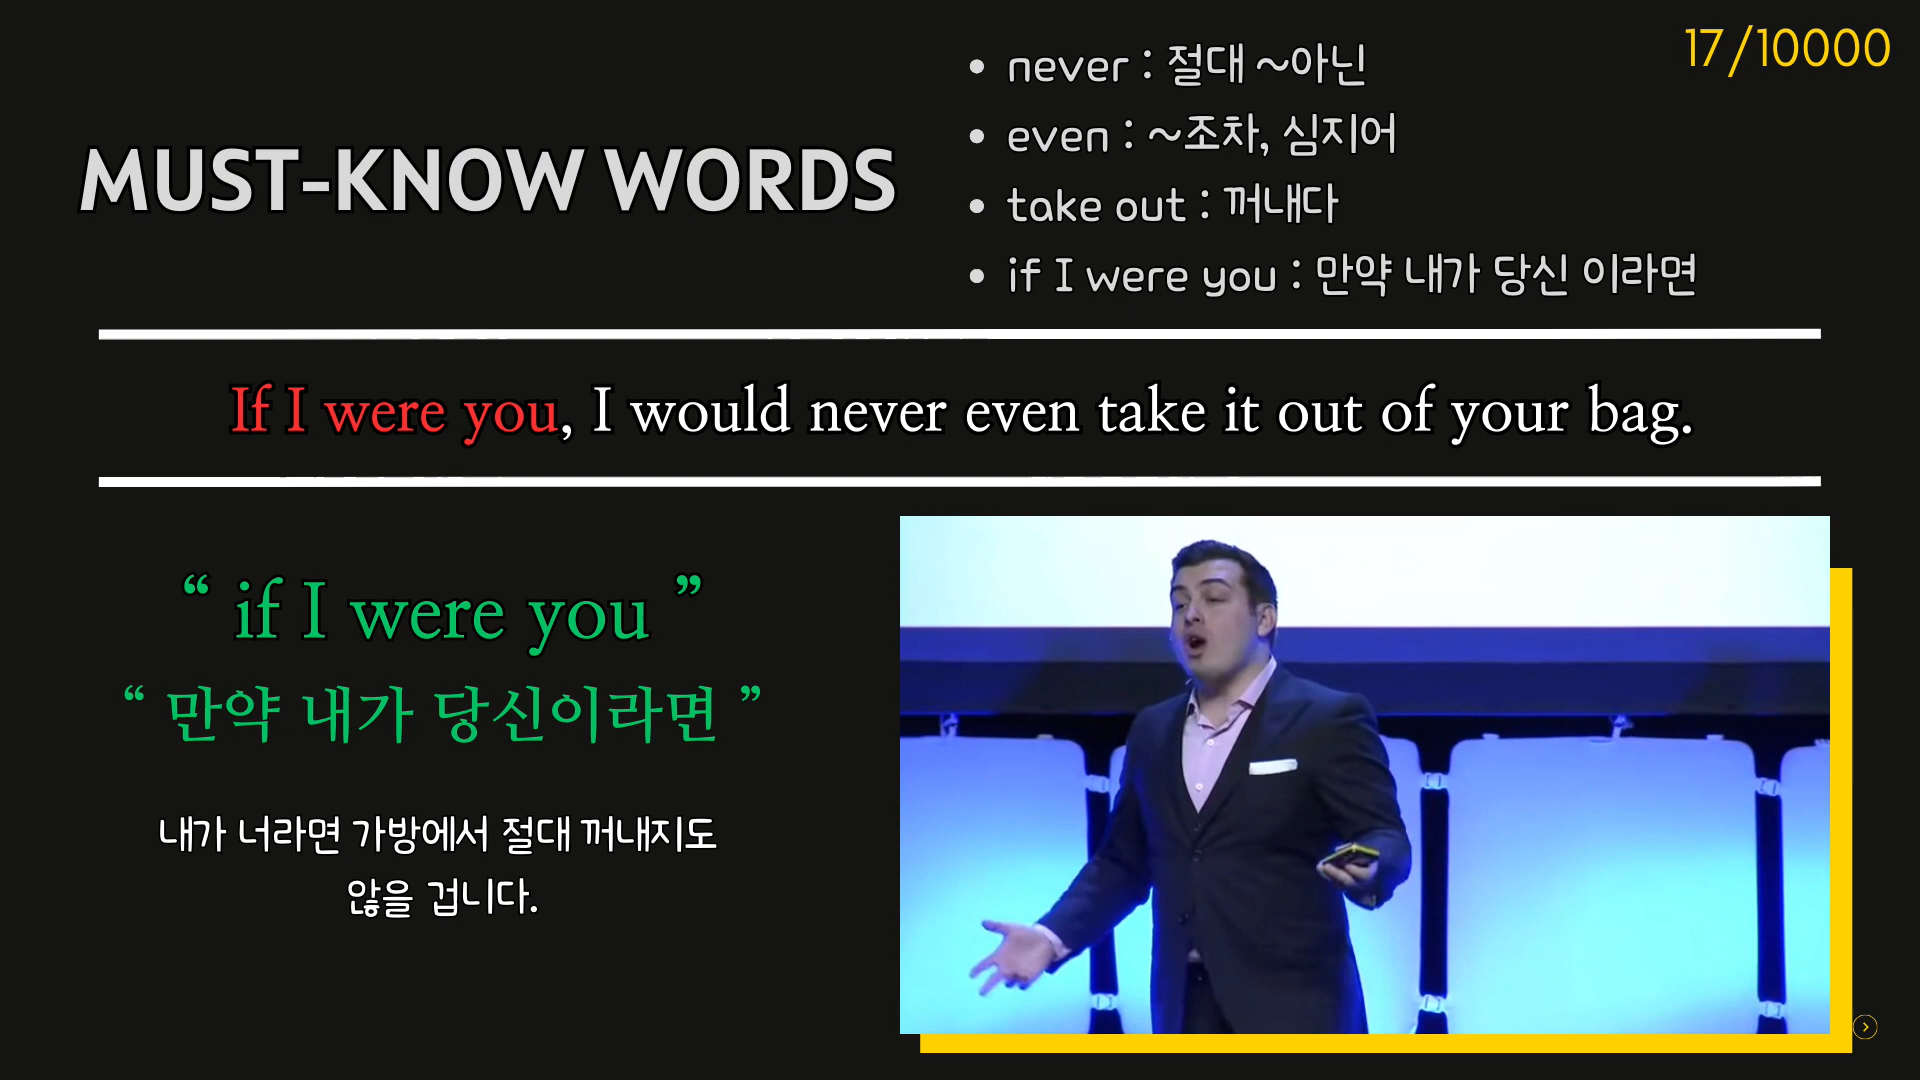 17/10000
MUST-KNOW WORDS
• never : 절대 ~아닌
• even : ~조차, 심지어
• take out : 꺼내다
• if I were you : 만약 내가 당신 이라면
If I were you, I would never even take it out of your bag.
“ if I were you ”
“ 만약 내가 당신이라면 ”
내가 너라면 가방에서 절대 꺼내지도
않을 겁니다.